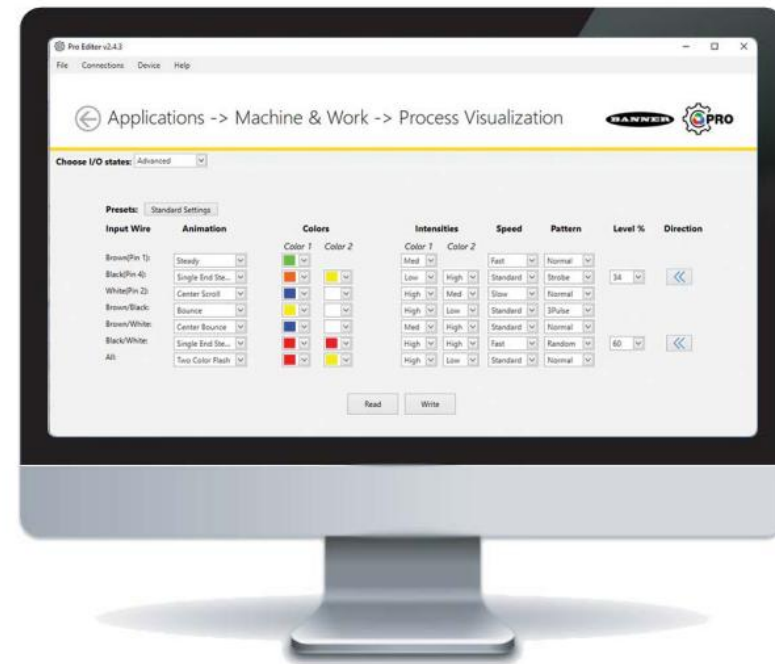 Pro Editor v2.4.3
File Connections Device Help
Applications -> Machine & Work -> Process Visualization BANNER PRO
Choose I/O states: Advanced
Presets: Standard Settings
Input Wire Animation Colors Intensities Speed Pattern Level % Direction
Color 1 Color 2 Color 1 Color 2
Brown(Pin 1): Steady Med Fast Normal
Black(Pin 4): Single End Ste... Low High Standard Strobe 34
White(Pin 2): Center Scroll High Med Slow Normal
Brown/Black: Bounce High Low Standard 3Pulse
Brown/White: Center Bounce Med High Standard Normal
Black/White: Single End Ste... High High Fast Random 60
All: Two Color Flash High Low Standard Normal
Read Write